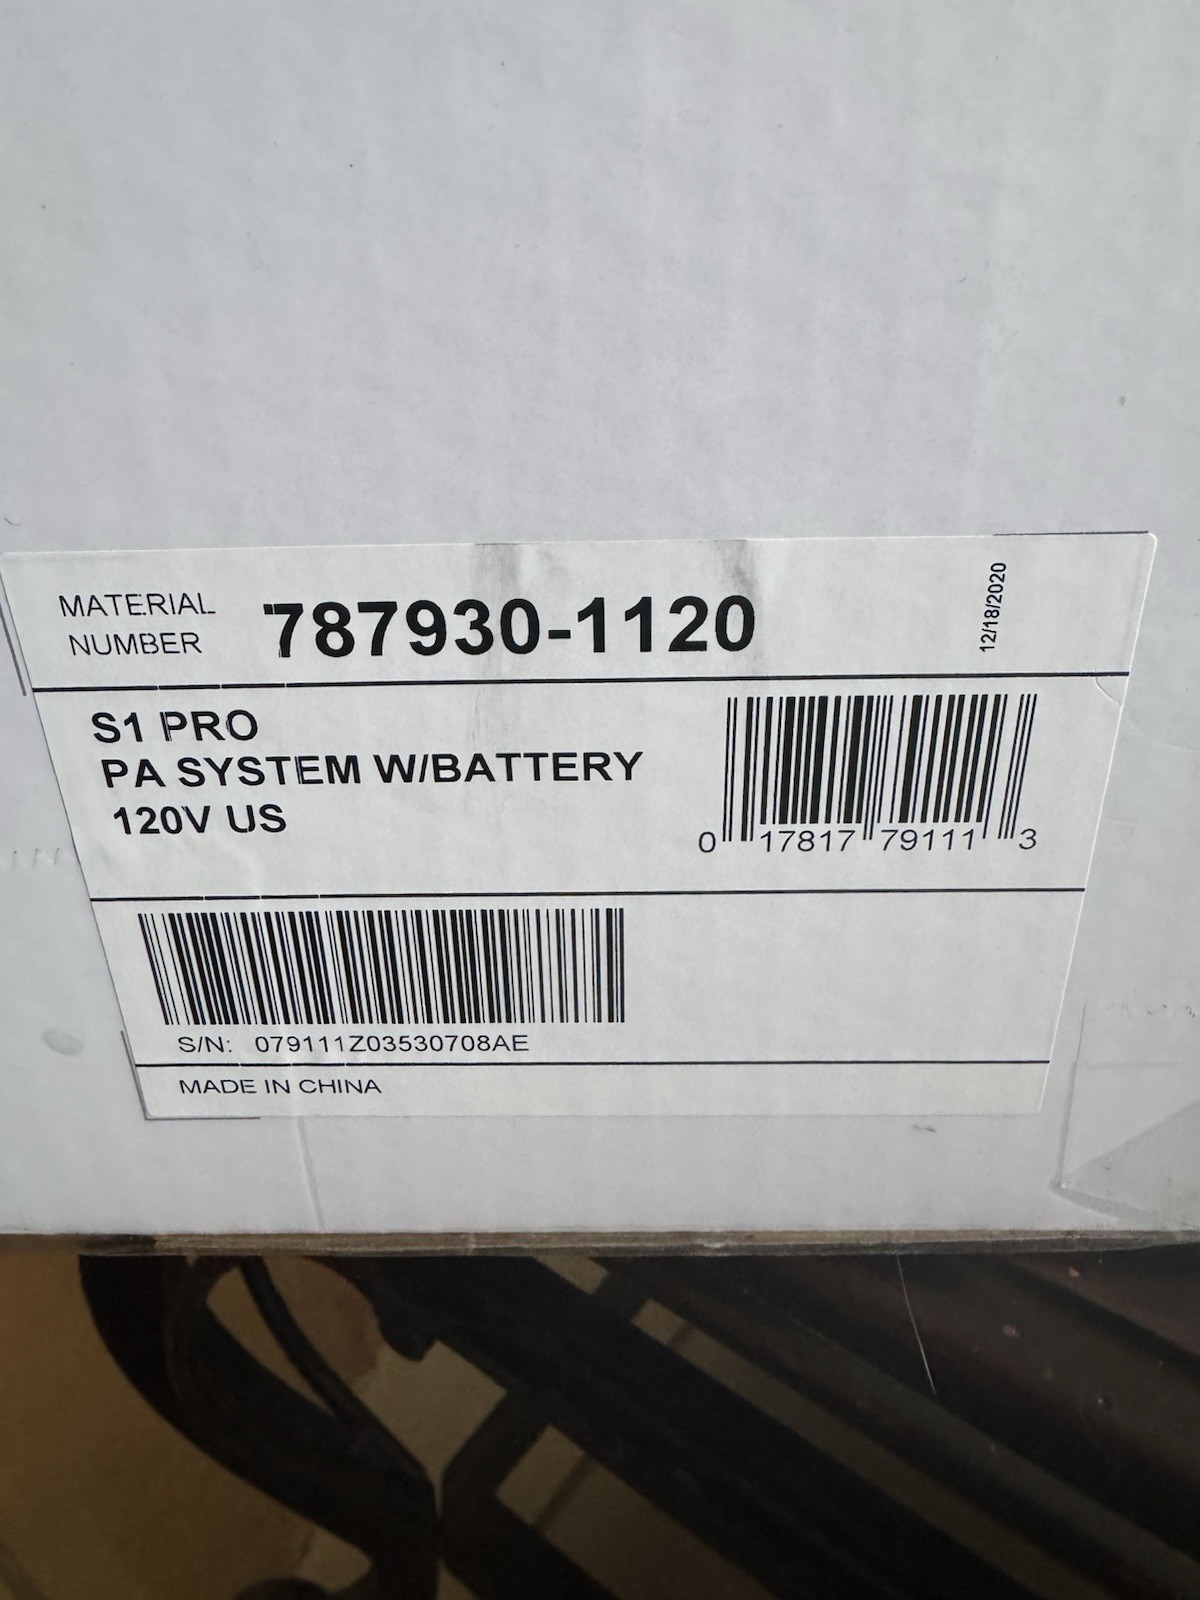 MATERIAL
NUMBER
787930-1120
12/18/2020
S1 PRO
PA SYSTEM W/BATTERY
120V US
0 17817 79111 3
S/N: 079111Z03530708AE
MADE IN CHINA